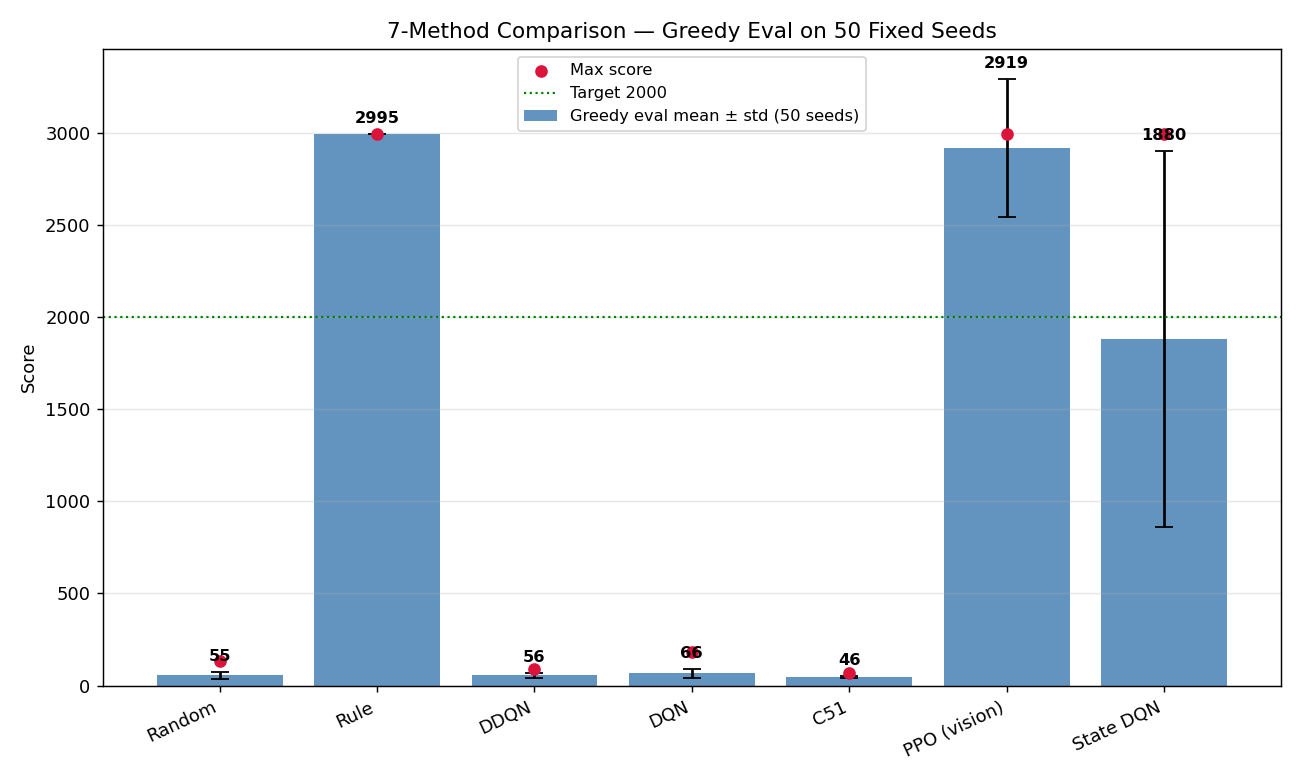 7-Method Comparison — Greedy Eval on 50 Fixed Seeds
Max score
Target 2000
Greedy eval mean ± std (50 seeds)
Score
3000
2500
2000
1500
1000
500
0
55
2995
56
66
46
2919
1880
Random
Rule
DDQN
DQN
C51
PPO (vision)
State DQN